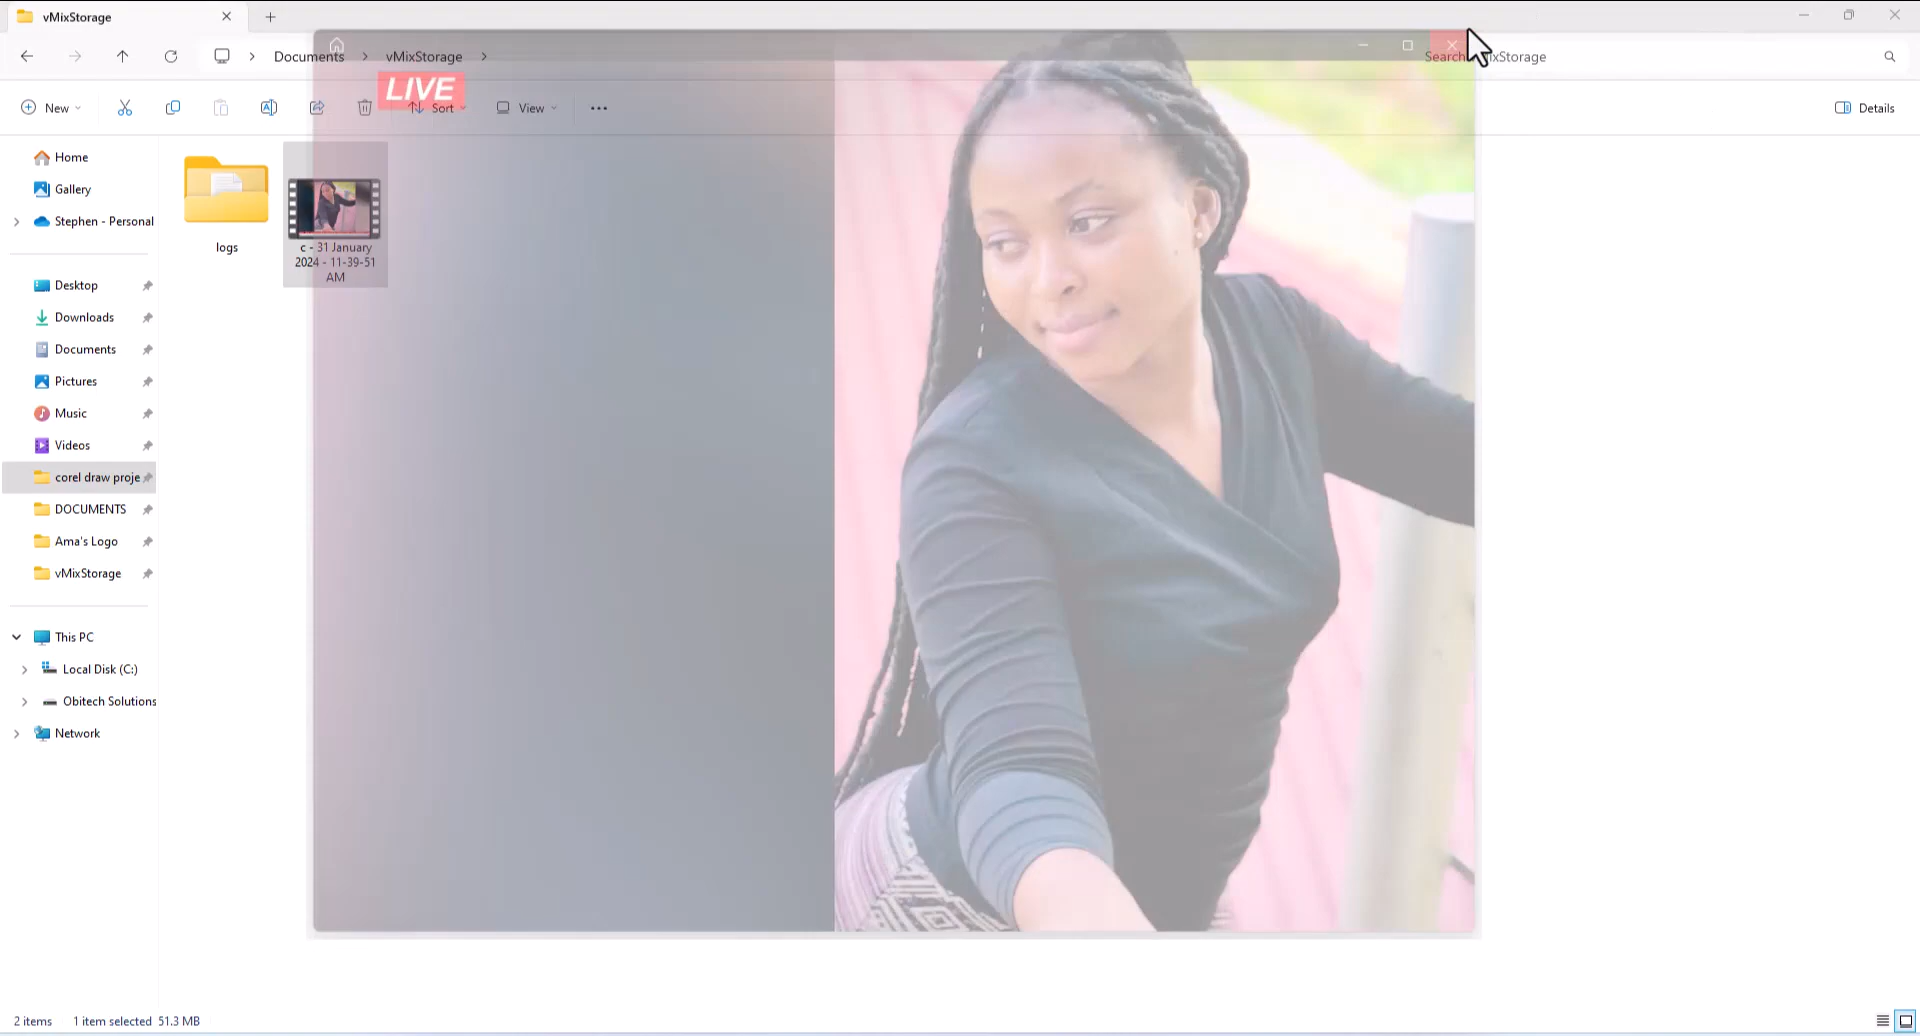 vMixStorage
Documents
vMixStorage
Search
ixStorage
New
LIVE
Sort
View
Details
Home
Gallery
Stephen - Personal
Desktop
Downloads
Documents
Pictures
Music
Videos
corel draw proje
DOCUMENTS
Ama's Logo
vMixStorage
This PC
Local Disk (C:)
Obitech Solutions
Network
logs
c - 31 January
2024 - 11-39-51
AM
2 items
1 item selected 51.3 MB